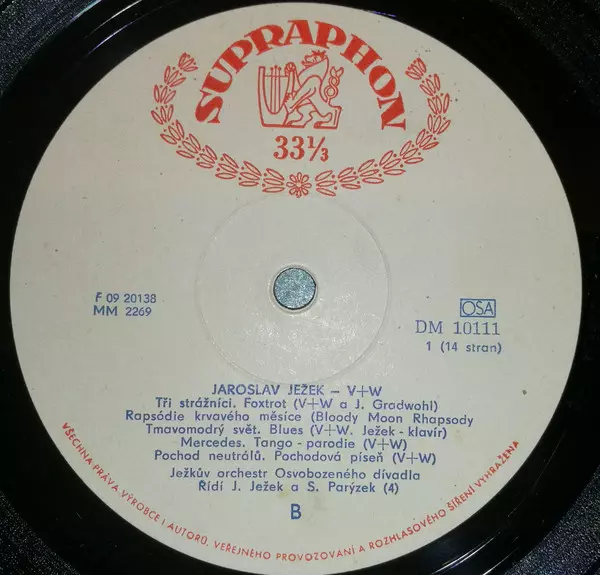 SUPRAPHON
33⅓
F 09 20138
MM 2269
OSA
DM 10111
1 (14 stran)
JAROSLAV JEŽEK – V+W
Tři strážníci. Foxtrot (V+W a J. Gradwohl)
Rapsódie krvavého měsíce (Bloody Moon Rhapsody
Tmavomodrý svět. Blues (V+W. Ježek - klavír)
Mercedes. Tango - parodie (V+W)
Pochod neutrálů. Pochodová píseň (V+W)
Ježkův orchestr Osvobozeného divadla
Řídí J. Ježek a S. Parýzek (4)
B
VŠECHNA PRÁVA VÝROBCE I AUTORŮ, VEŘEJNÉHO PROVOZOVÁNÍ A ROZHLASOVÉHO ŠÍŘENÍ VYHRAŽENA